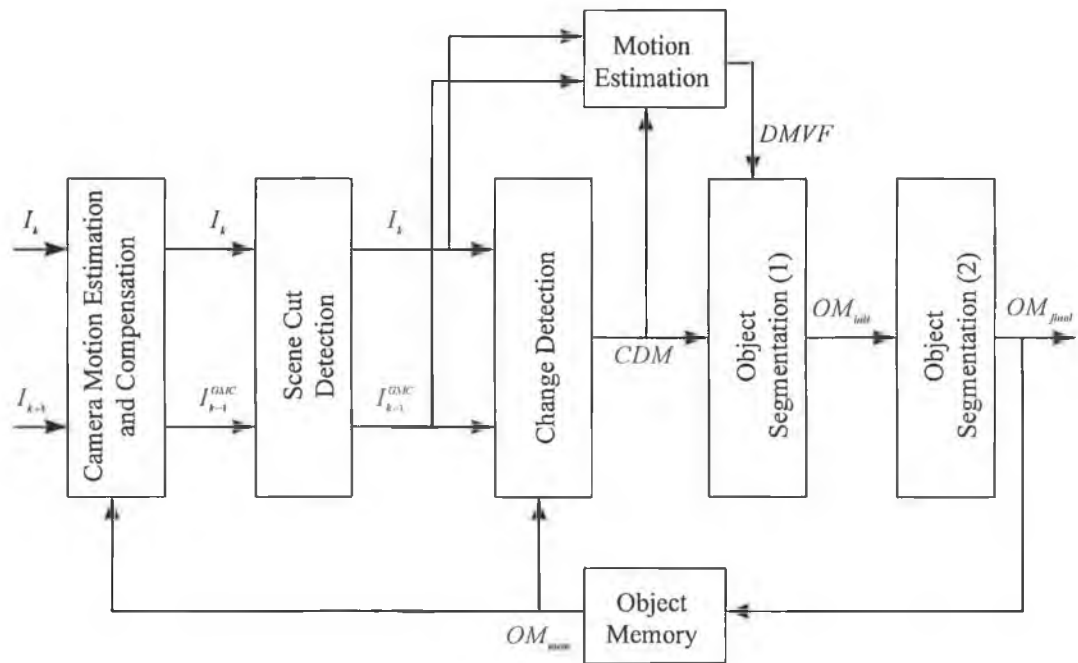 Motion
Estimation
DMVF
I_k
Camera Motion Estimation
and Compensation
I_k
Scene Cut
Detection
I_k
Change Detection
CDM
Object
Segmentation (1)
OM_init
Object
Segmentation (2)
OM_final
I_{k-1}
I_{k-1}^{GMC}
I_{k-1}^{GMC}
Object
Memory
OM_mem